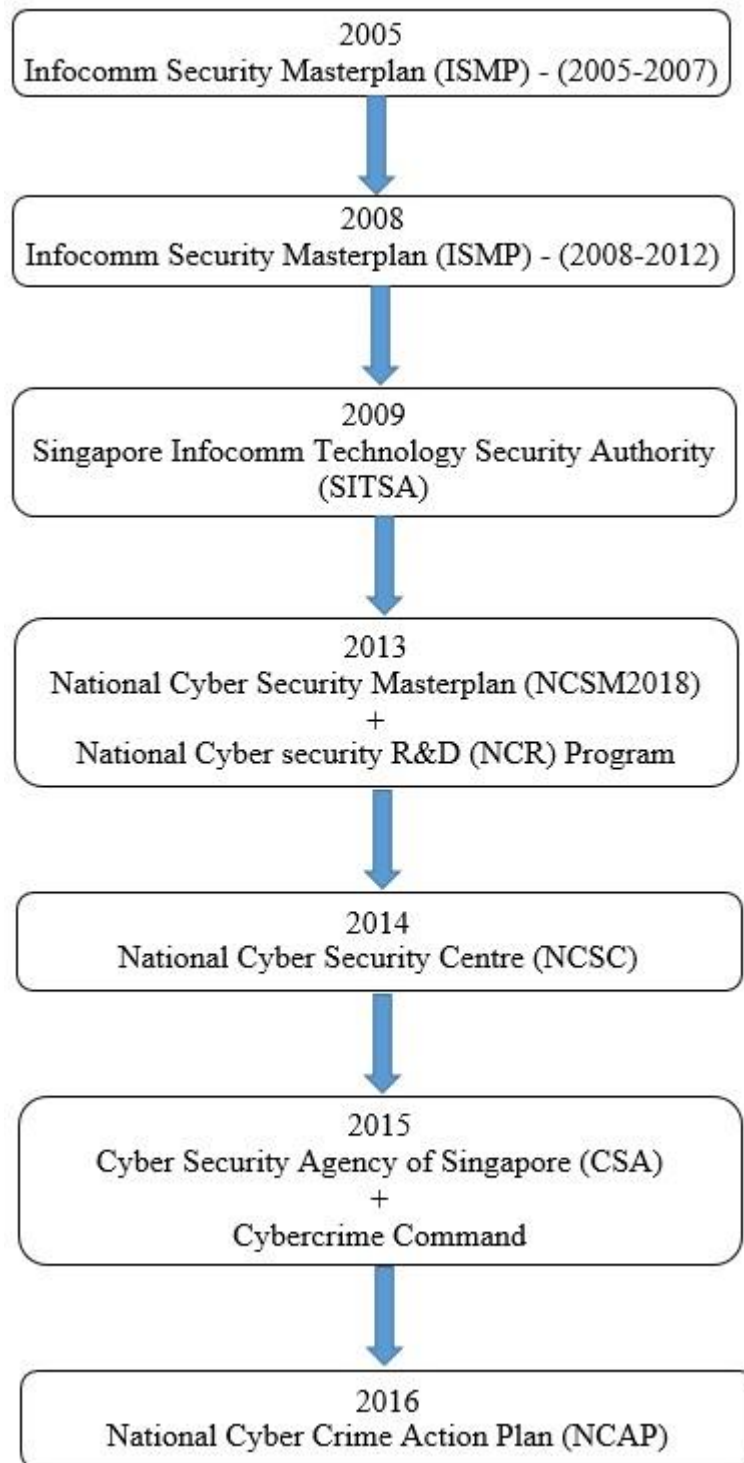 2005
Infocomm Security Masterplan (ISMP) - (2005-2007)
2008
Infocomm Security Masterplan (ISMP) - (2008-2012)
2009
Singapore Infocomm Technology Security Authority
(SITSA)
2013
National Cyber Security Masterplan (NCSM2018)
+
National Cyber security R&D (NCR) Program
2014
National Cyber Security Centre (NCSC)
2015
Cyber Security Agency of Singapore (CSA)
+
Cybercrime Command
2016
National Cyber Crime Action Plan (NCAP)